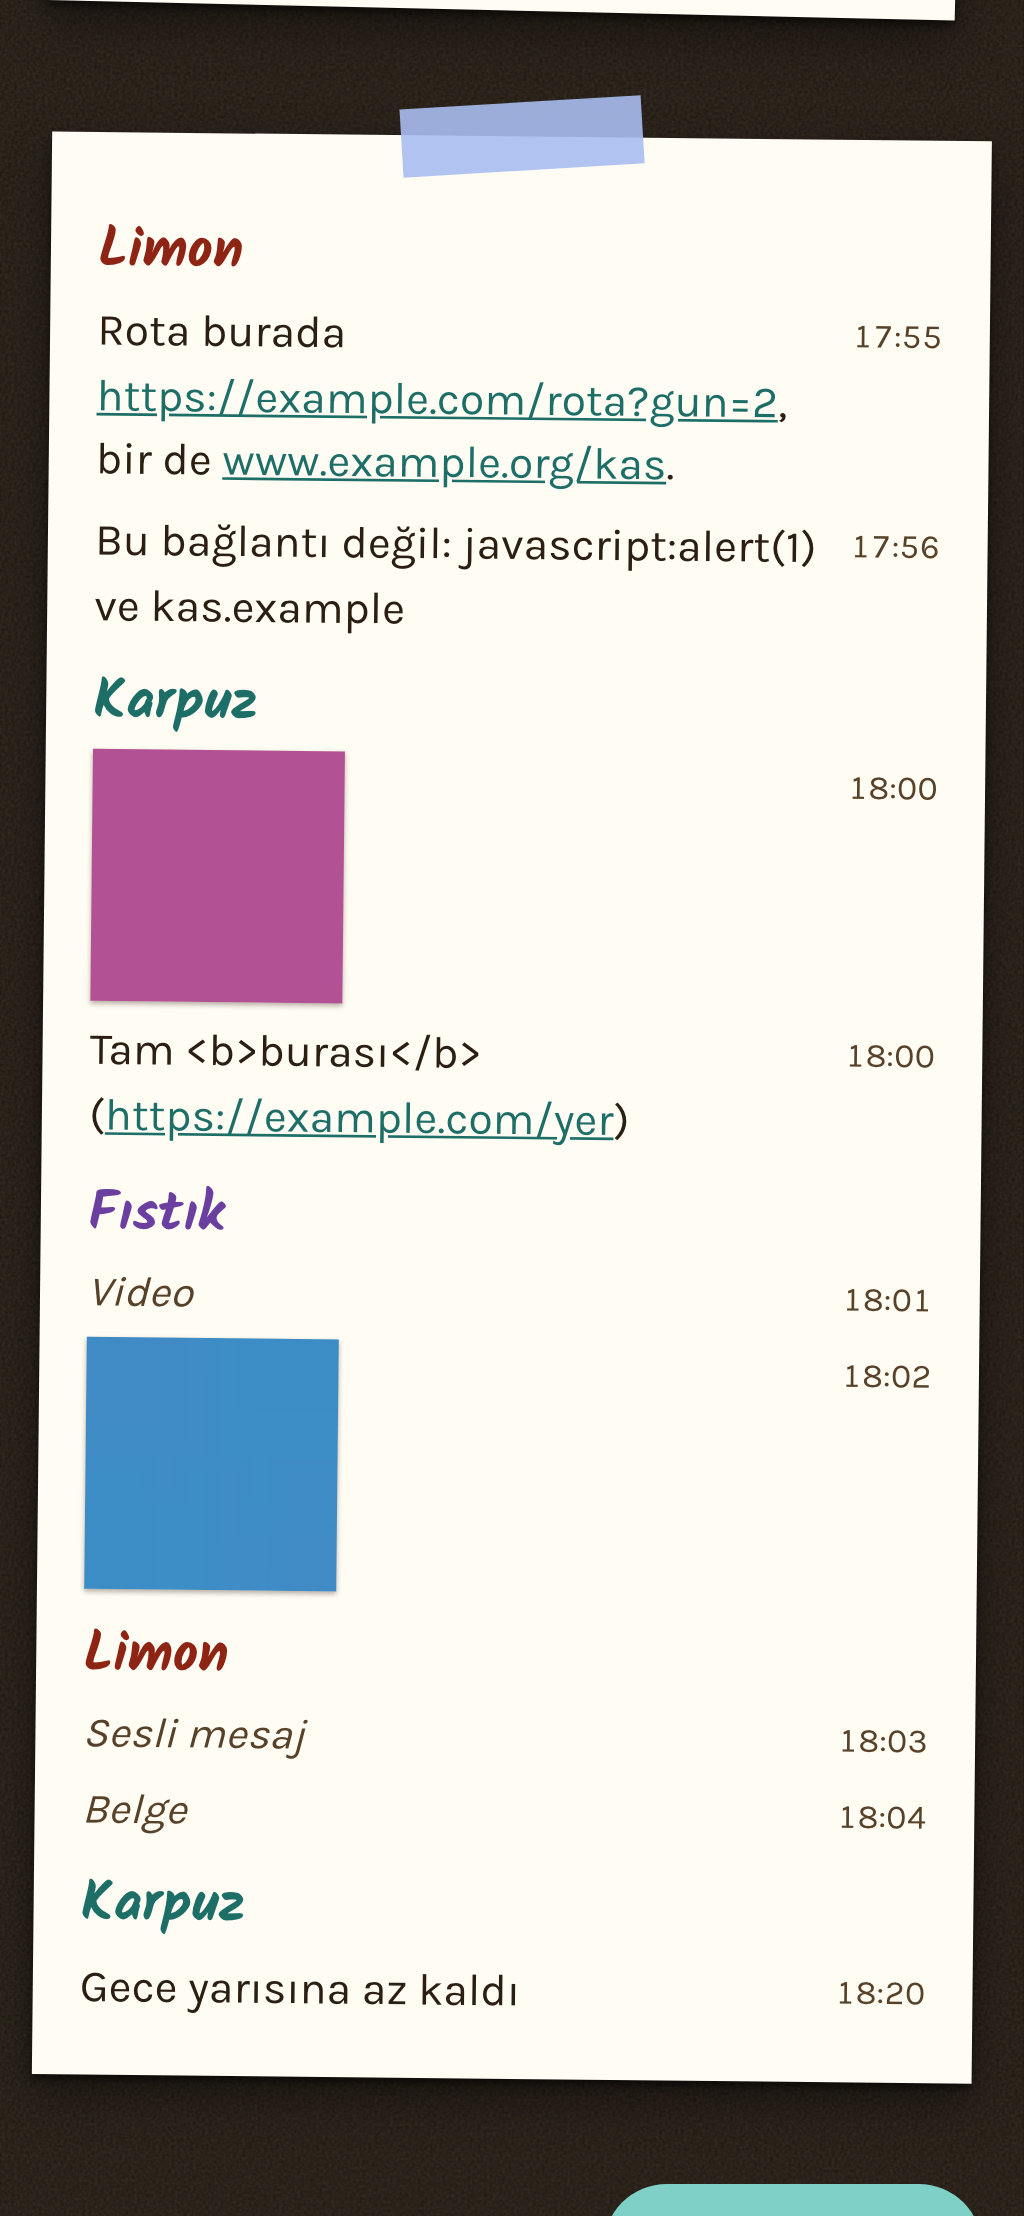 Limon
Rota burada
17:55
https://example.com/rota?gun=2,
bir de www.example.org/kas.
Bu bağlantı değil: javascript:alert(1)
17:56
ve kas.example
Karpuz
18:00
Tam <b>burası</b>
18:00
(https://example.com/yer)
Fıstık
Video
18:01
18:02
Limon
Sesli mesaj
18:03
Belge
18:04
Karpuz
Gece yarısına az kaldı
18:20